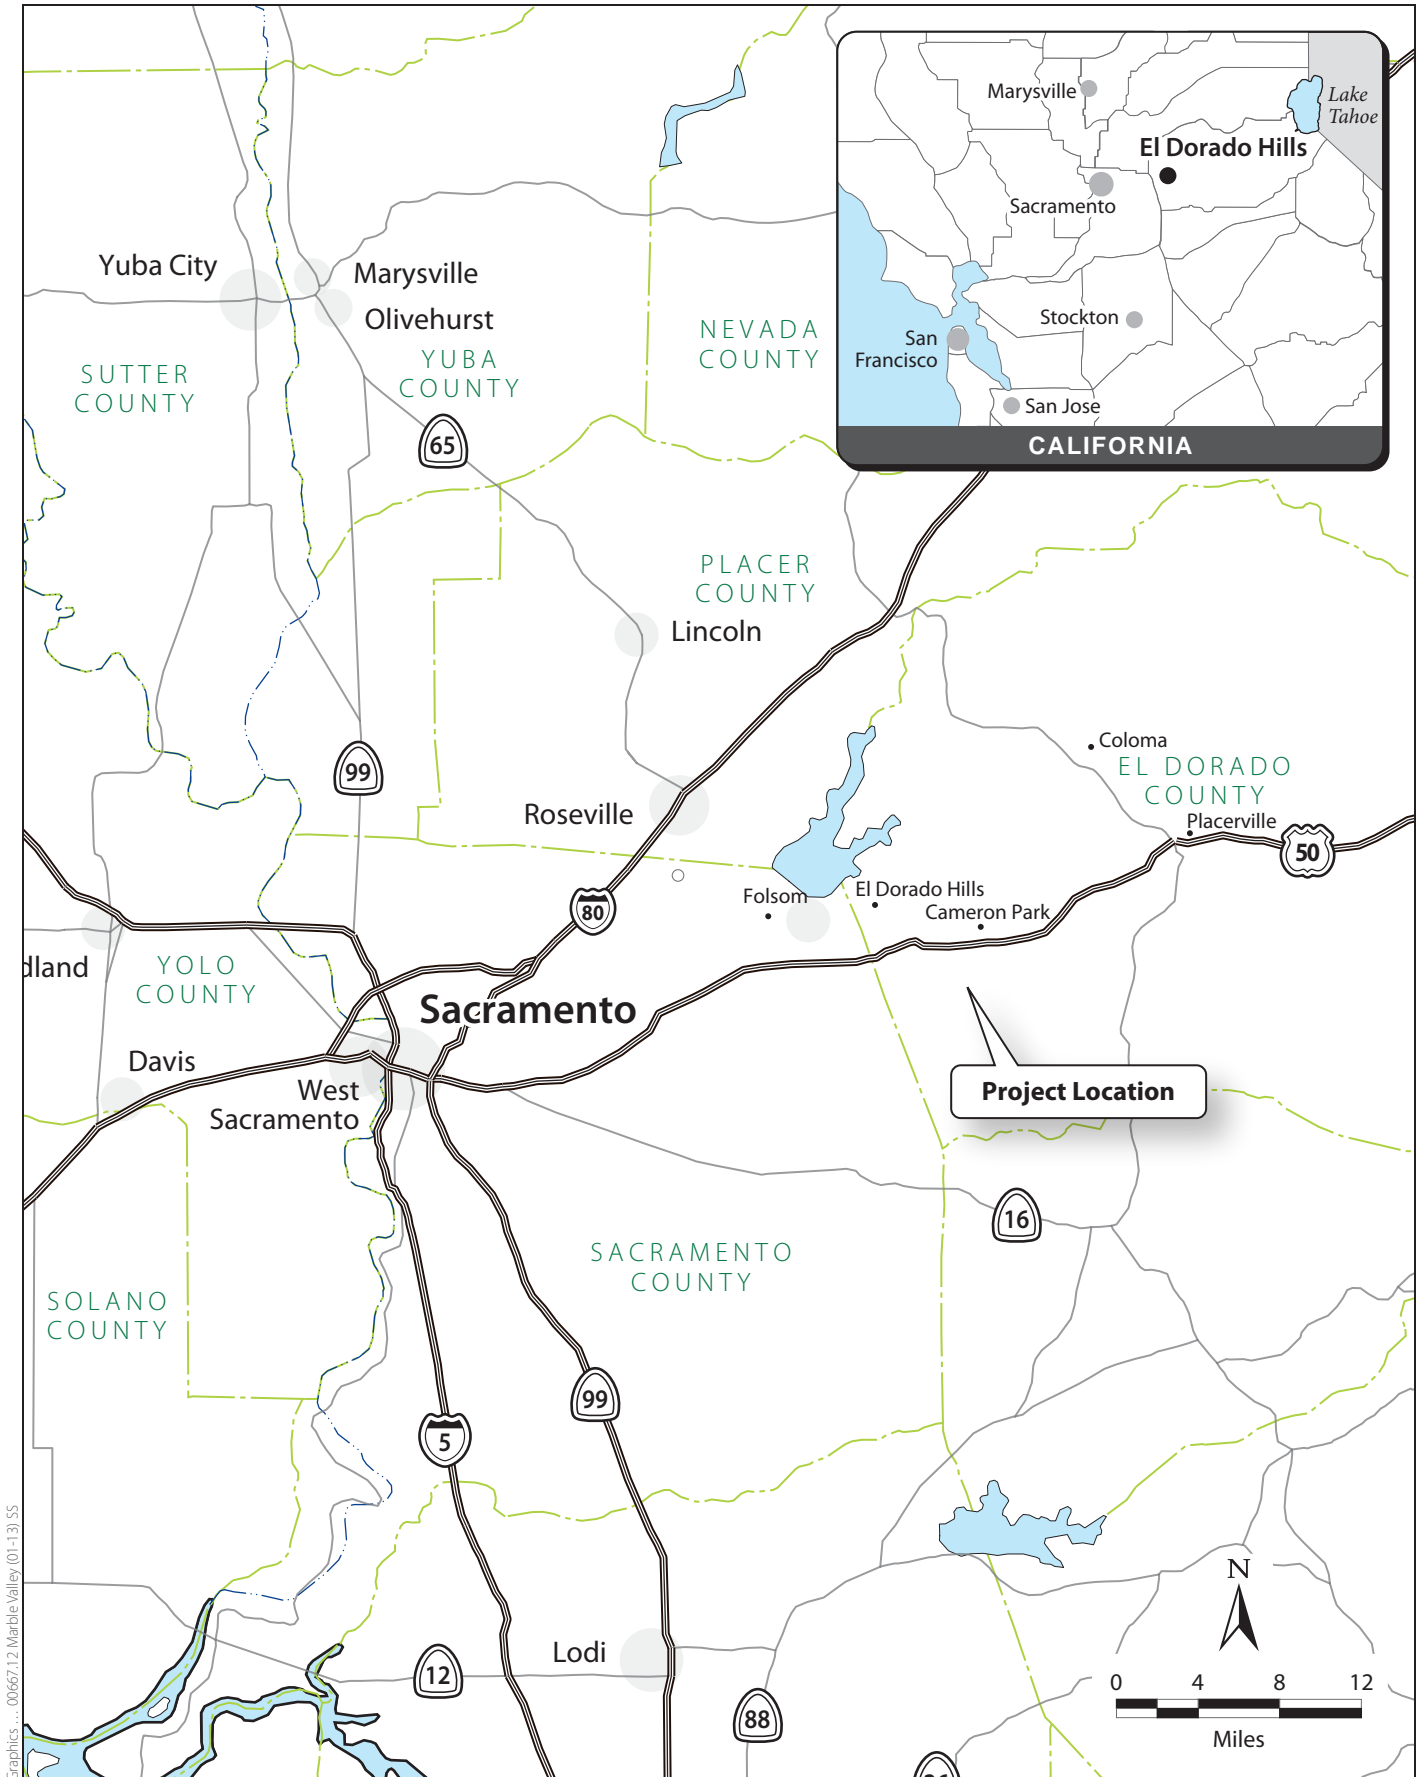 Marysville
Lake
Tahoe
El Dorado Hills
Sacramento
Stockton
San
Francisco
San Jose
CALIFORNIA
Yuba City
Marysville
Olivehurst
NEVADA
COUNTY
YUBA
COUNTY
SUTTER
COUNTY
65
PLACER
COUNTY
Lincoln
Coloma
EL DORADO
COUNTY
99
Roseville
Placerville
50
80
Folsom
El Dorado Hills
Cameron Park
dland
YOLO
COUNTY
Sacramento
Davis
West
Sacramento
Project Location
16
SACRAMENTO
COUNTY
SOLANO
COUNTY
99
5
N
Lodi
12
88
0 4 8 12
Miles
Graphics ... 00667.12 Marble Valley (01-13) SS